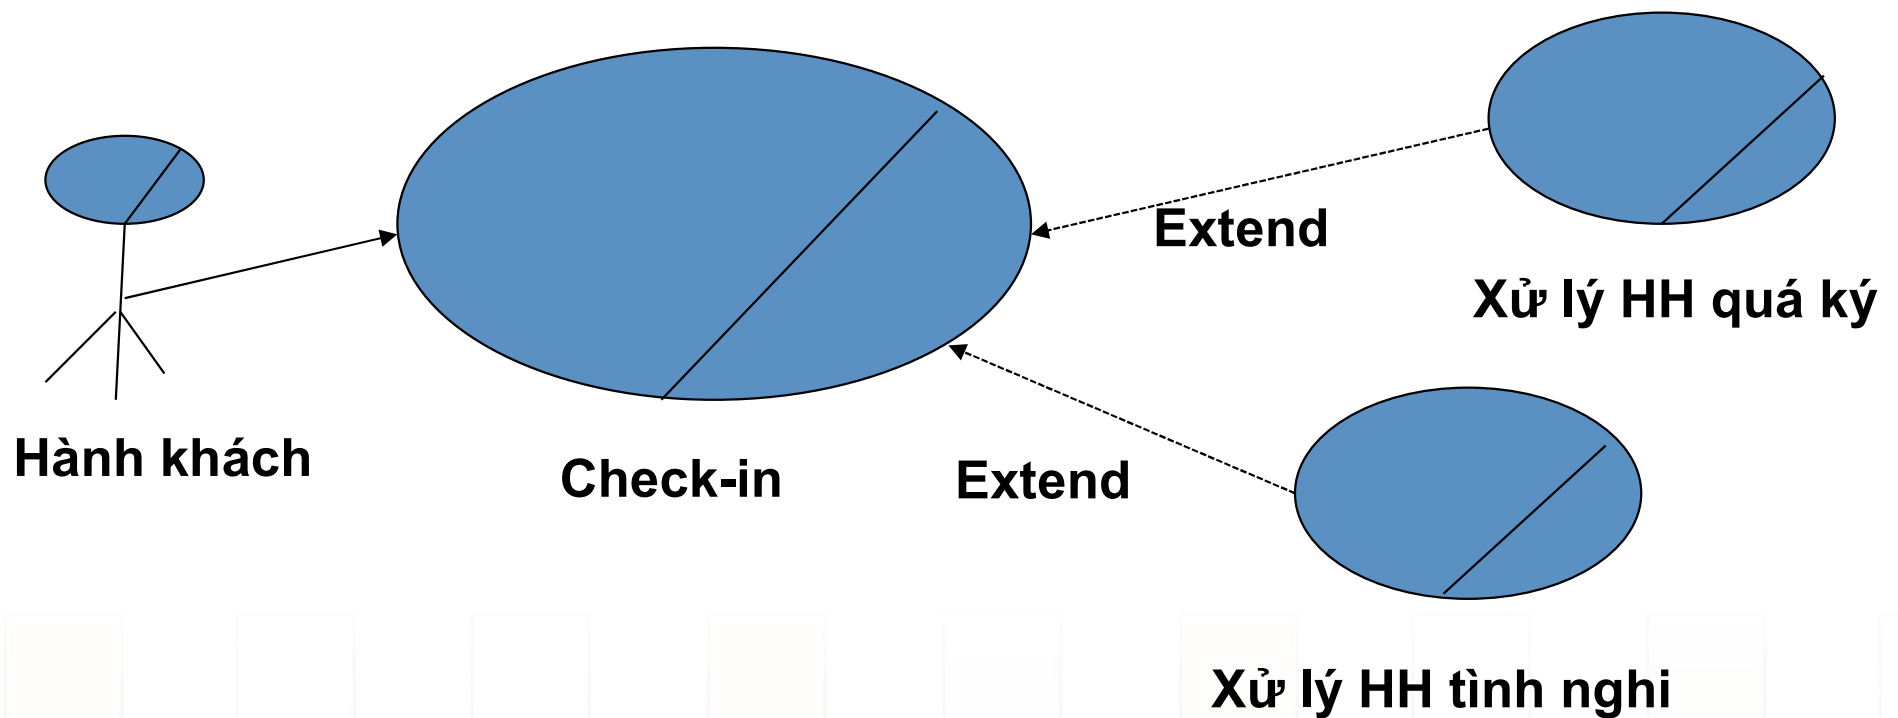 Extend
Xử lý HH quá ký
Hành khách
Check-in
Extend
Xử lý HH tình nghi